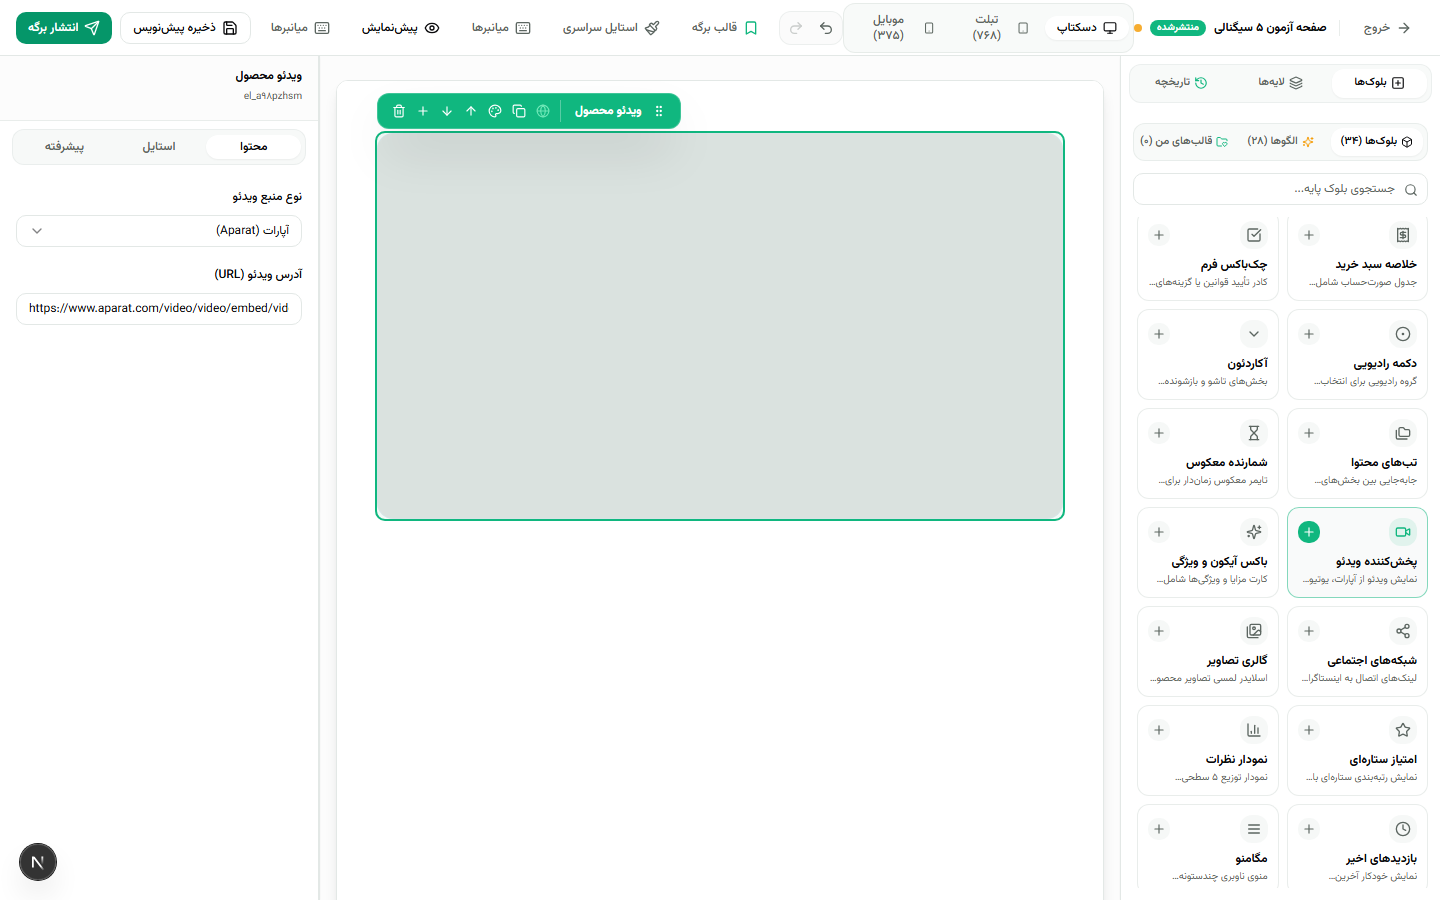 خروج
صفحه آزمون ۵ سیگنالی
منتشرشده
دسکتاپ
تبلت (۷۶۸)
موبایل (۳۷۵)
قالب برگه
استایل سراسری
میانبرها
پیش‌نمایش
میانبرها
ذخیره پیش‌نویس
انتشار برگه
بلوک‌ها
لایه‌ها
تاریخچه
بلوک‌ها (۳۴)
الگوها (۲۸)
قالب‌های من (۰)
جستجوی بلوک پایه...
خلاصه سبد خرید
جدول صورت‌حساب شامل...
چک‌باکس فرم
کادر تأیید قوانین یا گزینه‌های...
دکمه رادیویی
گروه رادیویی برای انتخاب...
آکاردئون
بخش‌های تاشو و بازشونده...
تب‌های محتوا
جابه‌جایی بین بخش‌های...
شمارنده معکوس
تایمر معکوس زمان‌دار برای...
پخش‌کننده ویدئو
نمایش ویدئو از آپارات، یوتیو...
باکس آیکون و ویژگی
کارت مزایا و ویژگی‌ها شامل...
شبکه‌های اجتماعی
لینک‌های اتصال به اینستاگرا...
گالری تصاویر
اسلایدر لمسی تصاویر محصو...
امتیاز ستاره‌ای
نمایش رتبه‌بندی ستاره‌ای با...
نمودار نظرات
نمودار توزیع ۵ سطحی...
بازدیدهای اخیر
نمایش خودکار آخرین...
مگامنو
منوی ناوبری چندستونه...
ویدئو محصول
ویدئو محصول
el_a۹۸pzhsm
محتوا
استایل
پیشرفته
نوع منبع ویدئو
آپارات (Aparat)
آدرس ویدئو (URL)
https://www.aparat.com/video/video/embed/vid
N